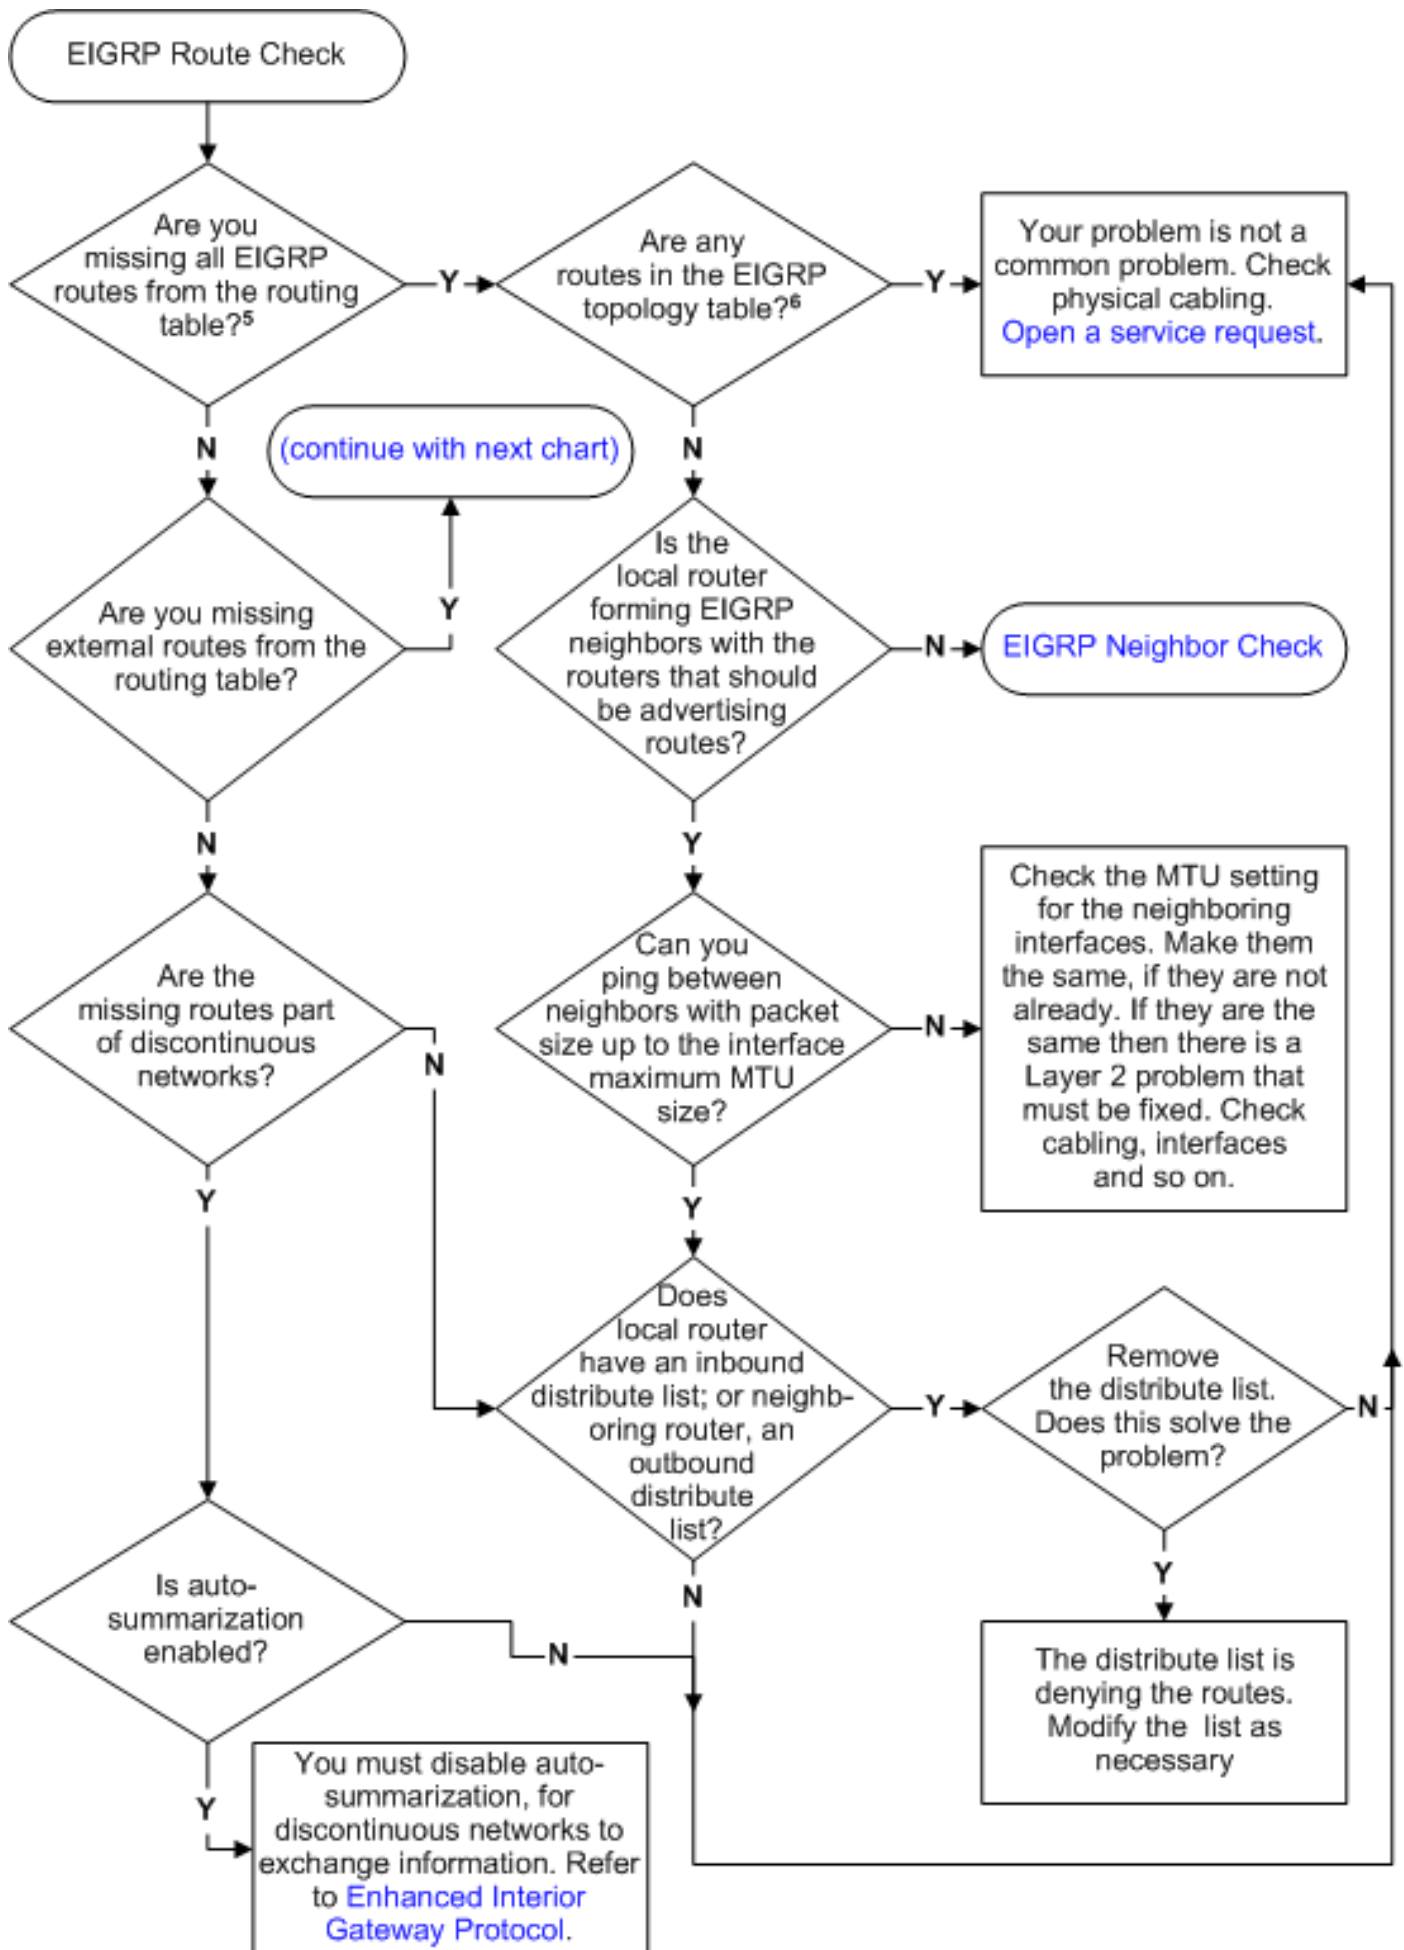 EIGRP Route Check
Are you
missing all EIGRP
routes from the routing
table?5
Y
Are any
routes in the EIGRP
topology table?6
Y
Your problem is not a
common problem. Check
physical cabling.
Open a service request.
N
(continue with next chart)
N
Are you missing
external routes from the
routing table?
Y
Is the
local router
forming EIGRP
neighbors with the
routers that should
be advertising
routes?
N
EIGRP Neighbor Check
N
Y
Are the
missing routes part
of discontinuous
networks?
N
Can you
ping between
neighbors with packet
size up to the interface
maximum MTU
size?
N
Check the MTU setting
for the neighboring
interfaces. Make them
the same, if they are not
already. If they are the
same then there is a
Layer 2 problem that
must be fixed. Check
cabling, interfaces
and so on.
Y
Y
Does
local router
have an inbound
distribute list; or neighb-
oring router, an
outbound
distribute
list?
Y
Remove
the distribute list.
Does this solve the
problem?
N
Is auto-
summarization
enabled?
N
N
Y
The distribute list is
denying the routes.
Modify the list as
necessary
Y
You must disable auto-
summarization, for
discontinuous networks to
exchange information. Refer
to Enhanced Interior
Gateway Protocol.